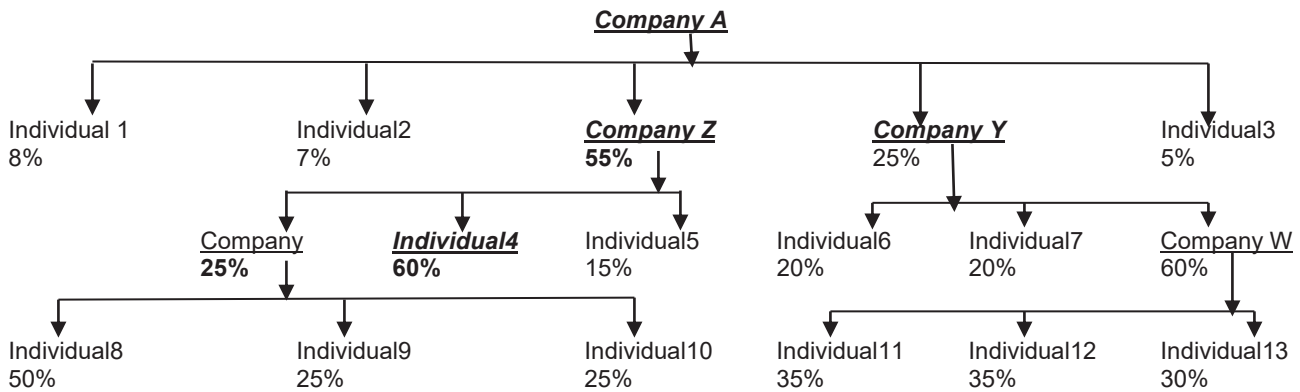 Company A
Individual 1 Individual2 Company Z Company Y Individual3
8% 7% 55% 25% 5%
Company Individual4 Individual5 Individual6 Individual7 Company W
25% 60% 15% 20% 20% 60%
Individual8 Individual9 Individual10 Individual11 Individual12 Individual13
50% 25% 25% 35% 35% 30%